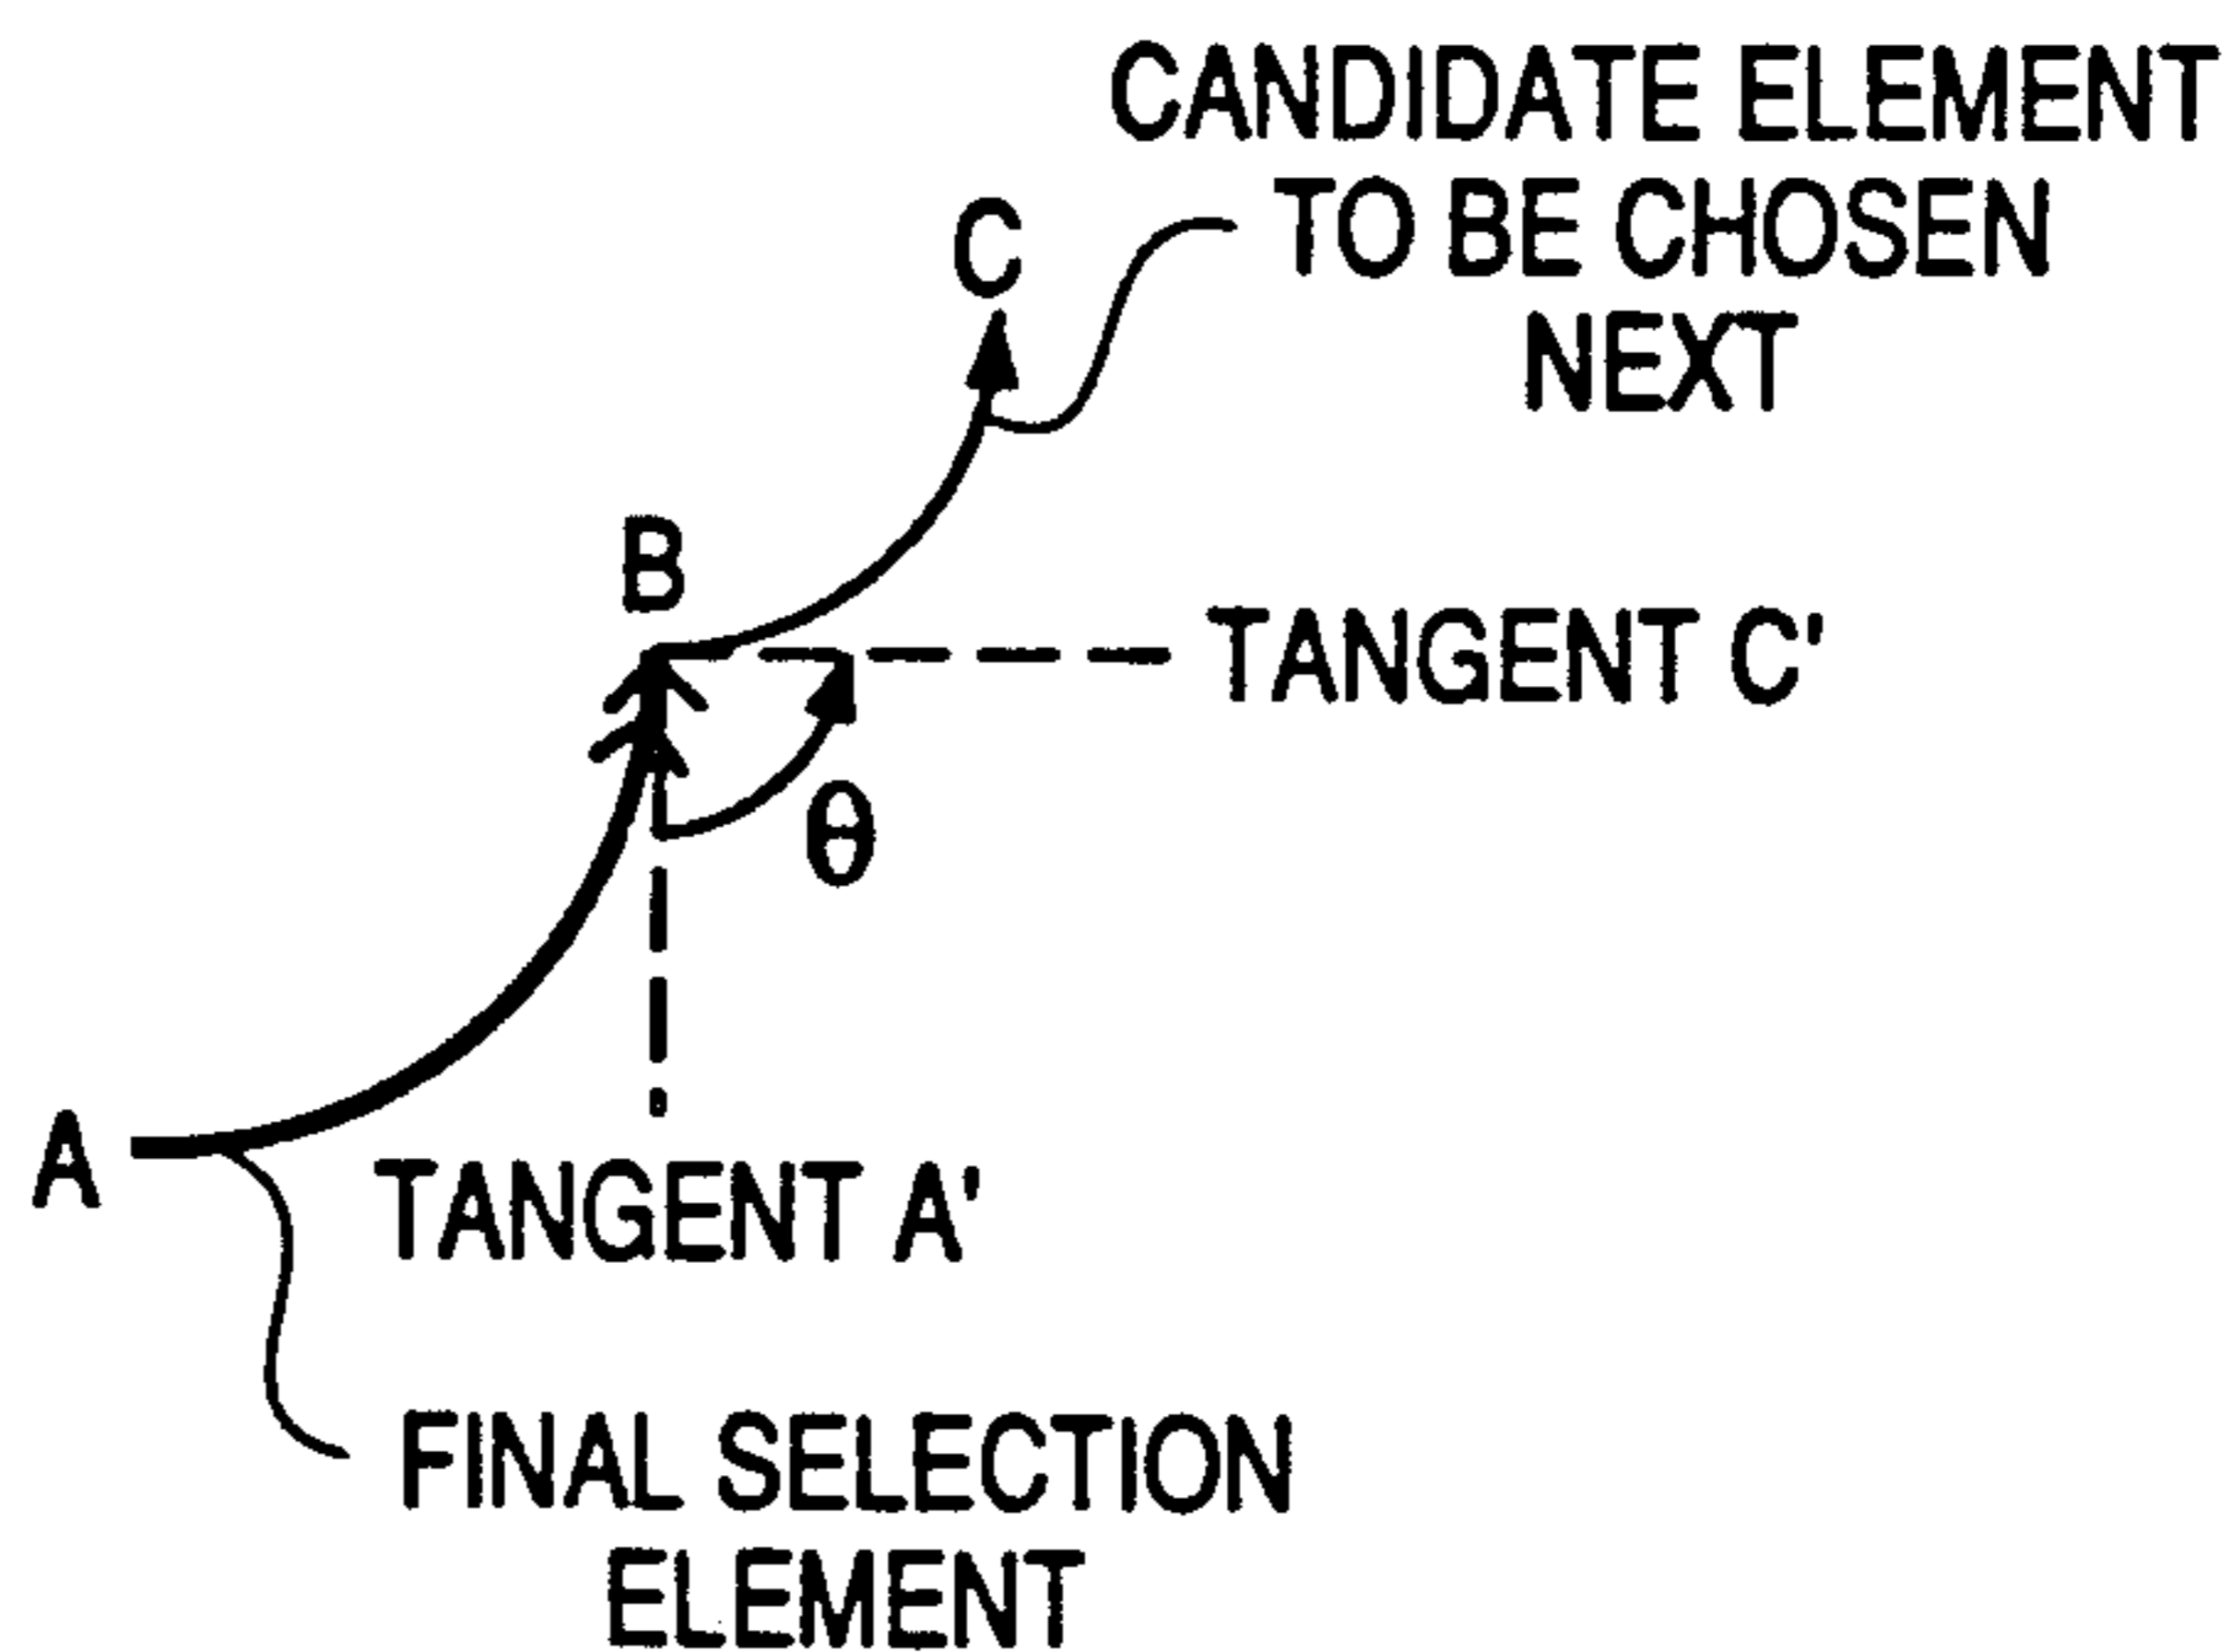 CANDIDATE ELEMENT
TO BE CHOSEN
NEXT
C
B
TANGENT C'
θ
A
TANGENT A'
FINAL SELECTION
ELEMENT